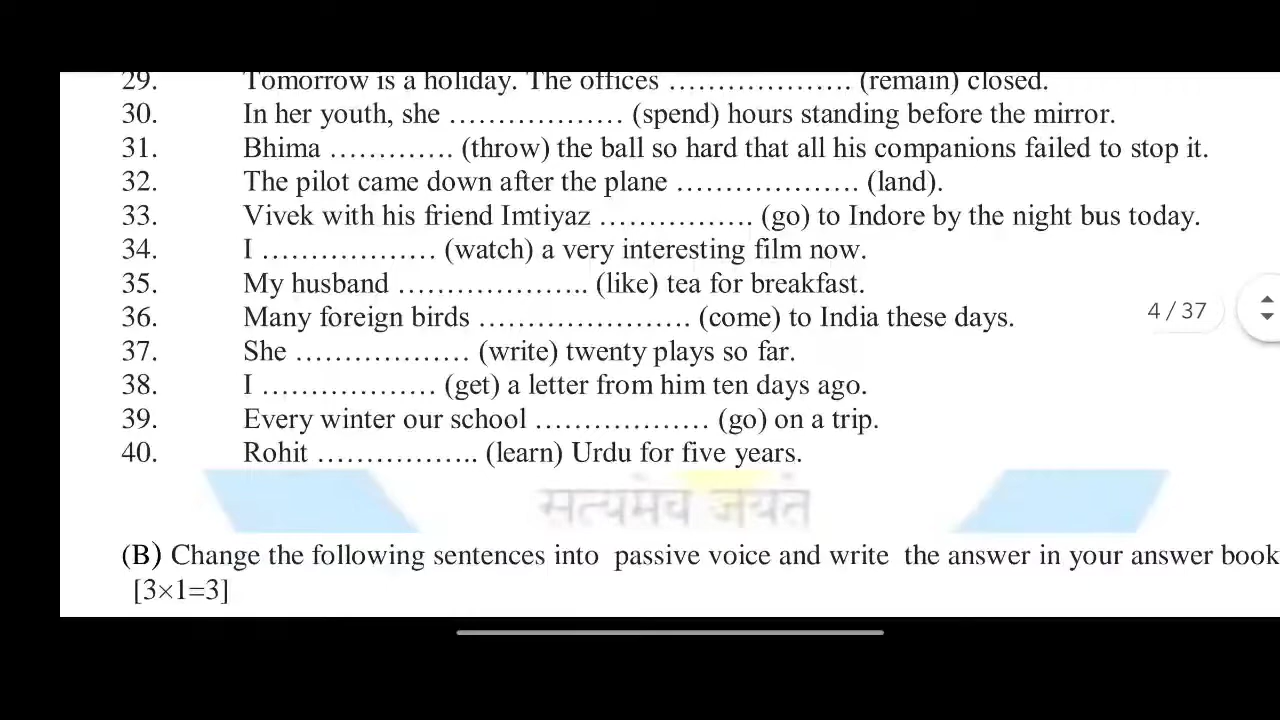 29. Tomorrow is a holiday. The offices ………………… (remain) closed.
30. In her youth, she ………………… (spend) hours standing before the mirror.
31. Bhima …………. (throw) the ball so hard that all his companions failed to stop it.
32. The pilot came down after the plane …………………. (land).
33. Vivek with his friend Imtiyaz …………….. (go) to Indore by the night bus today.
34. I ………………… (watch) a very interesting film now.
35. My husband ………………….. (like) tea for breakfast.
36. Many foreign birds ……………………. (come) to India these days.
37. She ………………… (write) twenty plays so far.
38. I ………………… (get) a letter from him ten days ago.
39. Every winter our school ………………… (go) on a trip.
40. Rohit …………….. (learn) Urdu for five years.
सत्यमेव जयते
(B) Change the following sentences into passive voice and write the answer in your answer book
[3×1=3]
4 / 37